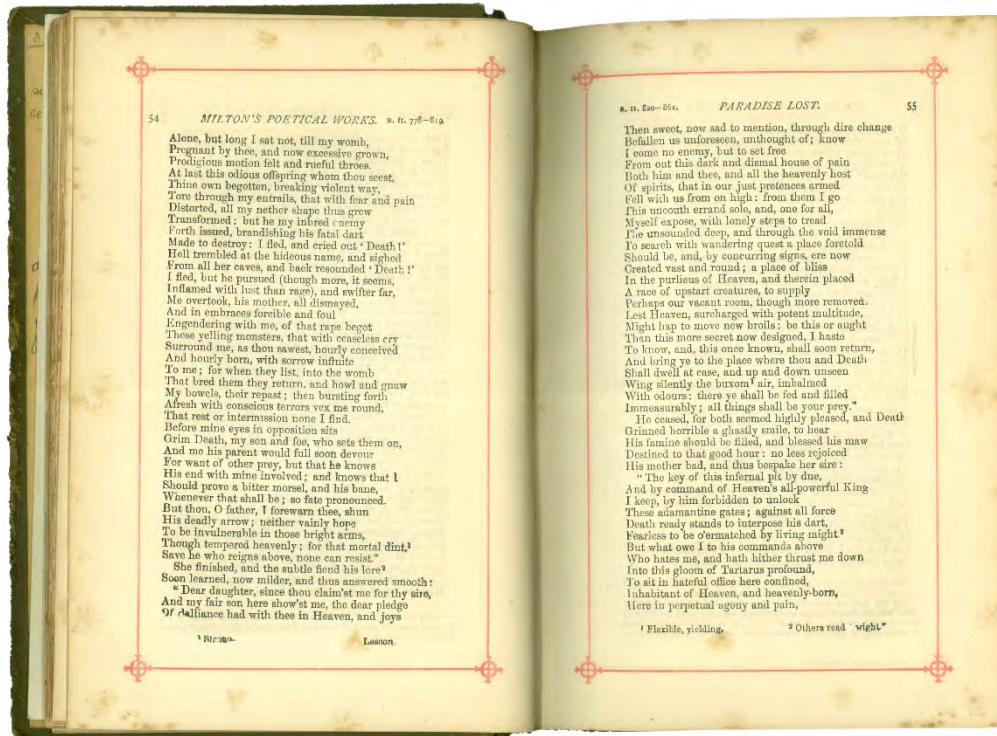 54 MILTON'S POETICAL WORKS. B. II. 778–819.
Alone, but long I sat not, till my womb,
Pregnant by thee, and now excessive grown,
Prodigious motion felt and rueful throes.
At last this odious offspring whom thou seest,
Thine own begotten, breaking violent way,
Tore through my entrails, that with fear and pain
Distorted, all my nether shape thus grew
Transformed; but he my inbred enemy
Forth issued, brandishing his fatal dart
Made to destroy: I fled, and cried out 'Death!'
Hell trembled at the hideous name, and sighed
From all her caves, and back resounded 'Death!'
I fled, but he pursued (though more, it seems,
Inflamed with lust than rage), and swifter far,
Me overtook, his mother, all dismayed,
And in embraces forcible and foul
Engendering with me, of that rape begot
These yelling monsters, that with ceaseless cry
Surround me, as thou sawest, hourly conceived
And hourly born, with sorrow infinite
To me; for when they list, into the womb
That bred them they return, and howl and gnaw
My bowels, their repast; then bursting forth
Afresh with conscious terrors vex me round,
That rest or intermission none I find.
Before mine eyes in opposition sits
Grim Death, my son and foe, who sets them on,
And me his parent would full soon devour
For want of other prey, but that he knows
His end with mine involved; and knows that I
Should prove a bitter morsel, and his bane,
Whenever that shall be; so fate pronounced.
But thou, O father, I forewarn thee, shun
His deadly arrow; neither vainly hope
To be invulnerable in those bright arms,
Though tempered heavenly; for that mortal dint,¹
Save he who reigns above, none can resist."
She finished, and the subtle fiend his lore²
Soon learned, now milder, and thus answered smooth:
"Dear daughter, since thou claim'st me for thy sire,
And my fair son here show'st me, the dear pledge
Of dalliance had with thee in Heaven, and joys
¹ Stroke. Lesson.
B. II. 820–861. PARADISE LOST. 55
Then sweet, now sad to mention, through dire change
Befallen us unforeseen, unthought of; know
I come no enemy, but to set free
From out this dark and dismal house of pain
Both him and thee, and all the heavenly host
Of spirits, that in our just pretences armed
Fell with us from on high: from them I go
This uncouth errand sole, and, one for all,
Myself expose, with lonely steps to tread
The unsounded deep, and through the void immense
To search with wandering quest a place foretold
Should be, and, by concurring signs, ere now
Created vast and round; a place of bliss
In the purlieus of Heaven, and therein placed
A race of upstart creatures, to supply
Perhaps our vacant room, though more removed.
Lest Heaven, surcharged with potent multitude,
Might hap to move new broils: be this or aught
Than this more secret now designed, I haste
To know, and, this once known, shall soon return,
And bring ye to the place where thou and Death
Shall dwell at ease, and up and down unseen
Wing silently the buxom¹ air, imbalmed
With odours: there ye shall be fed and filled
Immeasurably; all things shall be your prey."
He ceased, for both seemed highly pleased, and Death
Grinned horrible a ghastly smile, to hear
His famine should be filled, and blessed his maw
Destined to that good hour: no less rejoiced
His mother bad, and thus bespake her sire:
"The key of this infernal pit by due,
And by command of Heaven's all-powerful King
I keep, by him forbidden to unlock
These adamantine gates; against all force
Death ready stands to interpose his dart,
Fearless to be o'ermatched by living might.²
But what owe I to his commands above
Who hates me, and hath hither thrust me down
Into this gloom of Tartarus profound,
To sit in hateful office here confined,
Inhabitant of Heaven, and heavenly-born,
Here in perpetual agony and pain,
¹ Flexible, yielding. ² Others read "wight."